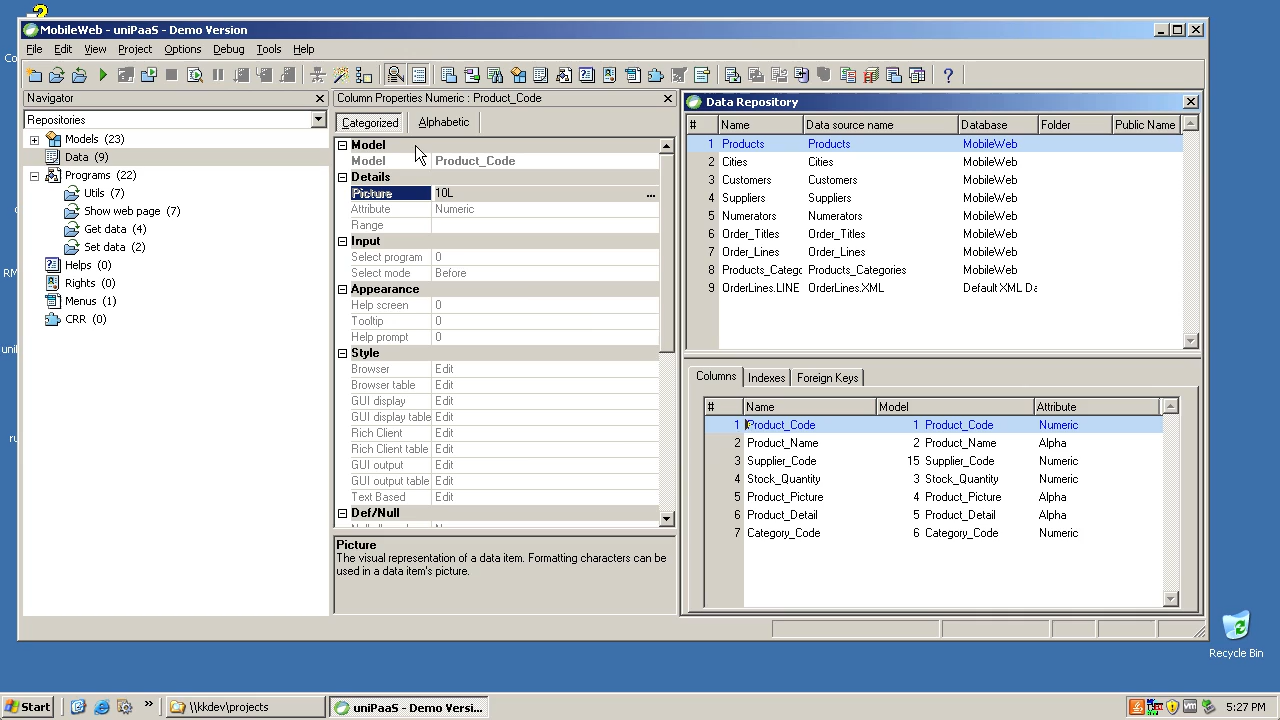 MobileWeb - uniPaaS - Demo Version
File Edit View Project Options Debug Tools Help
Navigator
Repositories
Models (23)
Data (9)
Programs (22)
Utils (7)
Show web page (7)
Get data (4)
Set data (2)
Helps (0)
Rights (0)
Menus (1)
CRR (0)
Column Properties Numeric : Product_Code
Categorized Alphabetic
Model
Model Product_Code
Details
Picture 10L ...
Attribute Numeric
Range
Input
Select program 0
Select mode Before
Appearance
Help screen 0
Tooltip 0
Help prompt 0
Style
Browser Edit
Browser table Edit
GUI display Edit
GUI display table Edit
Rich Client Edit
Rich Client table Edit
GUI output Edit
GUI output table Edit
Text Based Edit
Def/Null
Picture
The visual representation of a data item. Formatting characters can be
used in a data item's picture.
Data Repository
# Name Data source name Database Folder Public Name
1 Products Products MobileWeb
2 Cities Cities MobileWeb
3 Customers Customers MobileWeb
4 Suppliers Suppliers MobileWeb
5 Numerators Numerators MobileWeb
6 Order_Titles Order_Titles MobileWeb
7 Order_Lines Order_Lines MobileWeb
8 Products_Categc Products_Categories MobileWeb
9 OrderLines.LINE OrderLines.XML Default XML Da
Columns Indexes Foreign Keys
# Name Model Attribute
1 Product_Code 1 Product_Code Numeric
2 Product_Name 2 Product_Name Alpha
3 Supplier_Code 15 Supplier_Code Numeric
4 Stock_Quantity 3 Stock_Quantity Numeric
5 Product_Picture 4 Product_Picture Alpha
6 Product_Detail 5 Product_Detail Alpha
7 Category_Code 6 Category_Code Numeric
Recycle Bin
Start
\\kkdev\projects
uniPaaS - Demo Versi...
5:27 PM